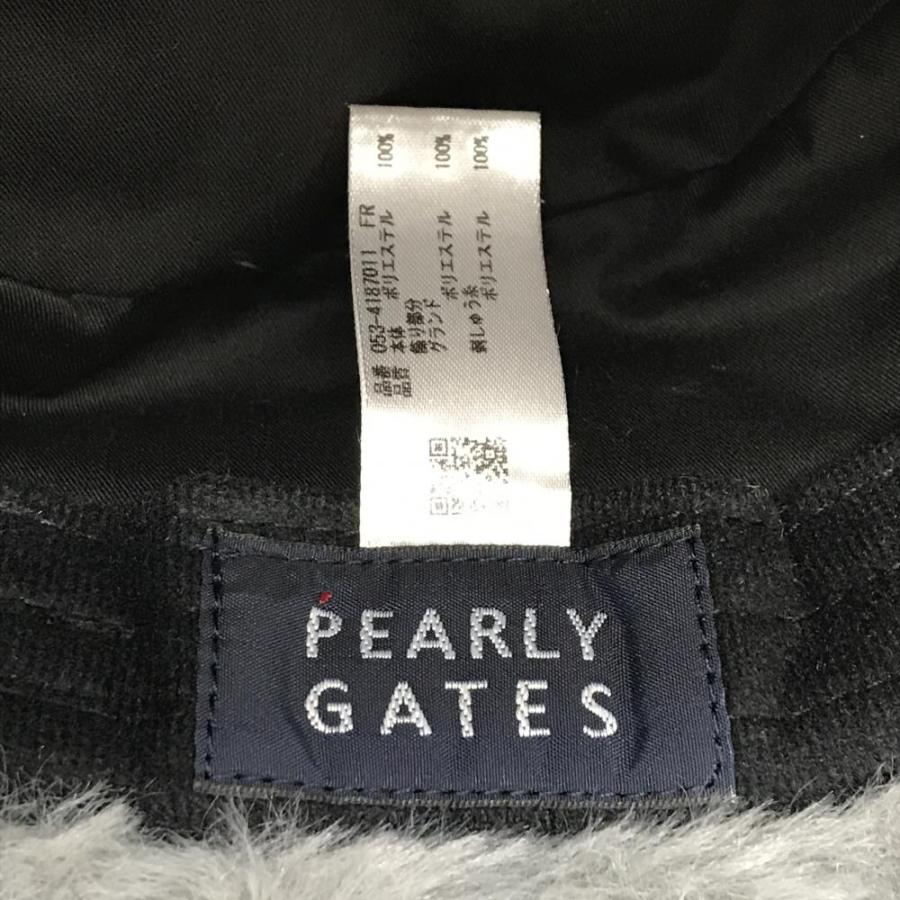 品番 053-4187011 FR
品質 本体 ポリエステル 100%
飾り部分
グランド ポリエステル 100%
刺しゅう糸 ポリエステル 100%
PEARLY
GATES